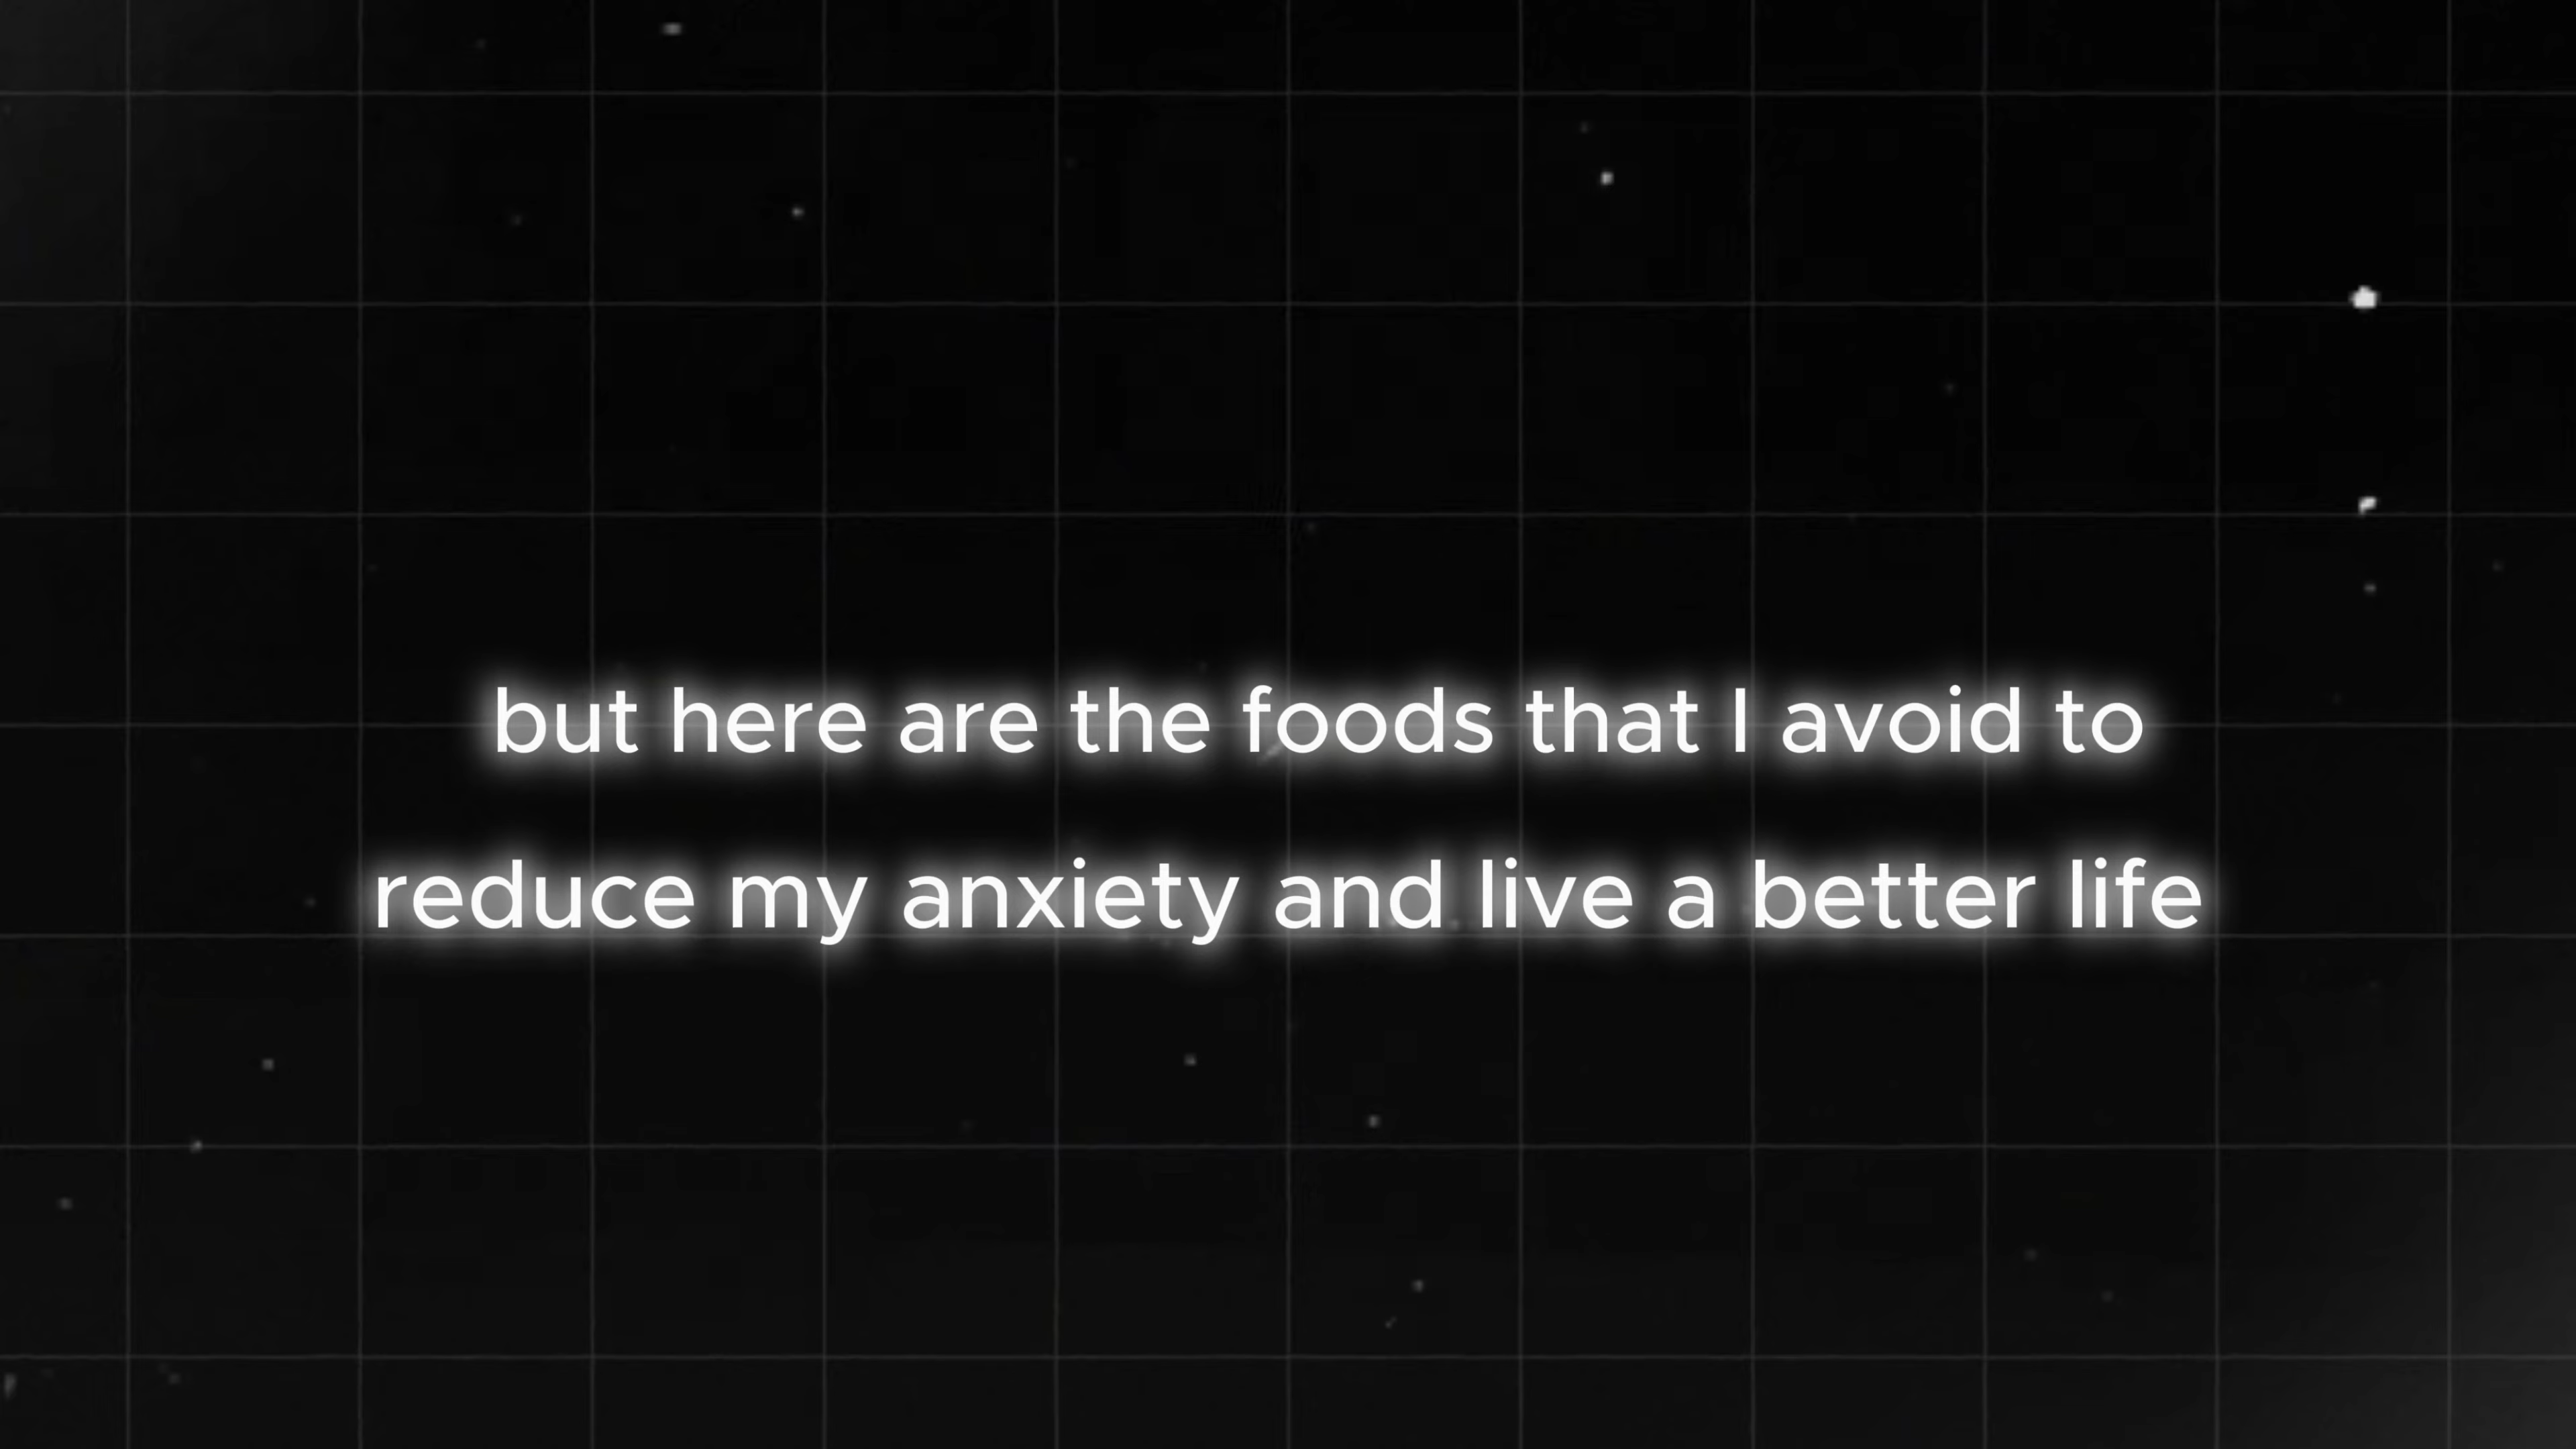 but here are the foods that I avoid to
reduce my anxiety and live a better life